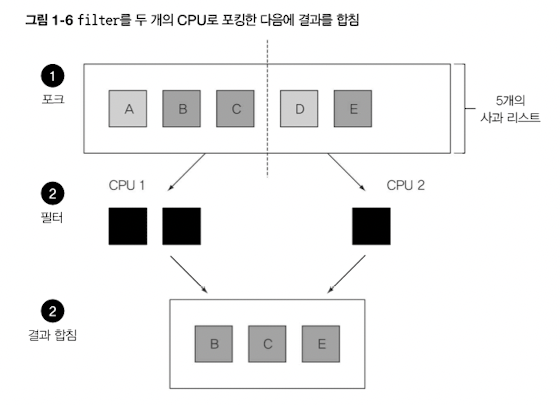 그림 1-6 filter를 두 개의 CPU로 포킹한 다음에 결과를 합침
1
포크
A B C D E
5개의
사과 리스트
CPU 1
CPU 2
2
필터
2
결과 합침
B C E